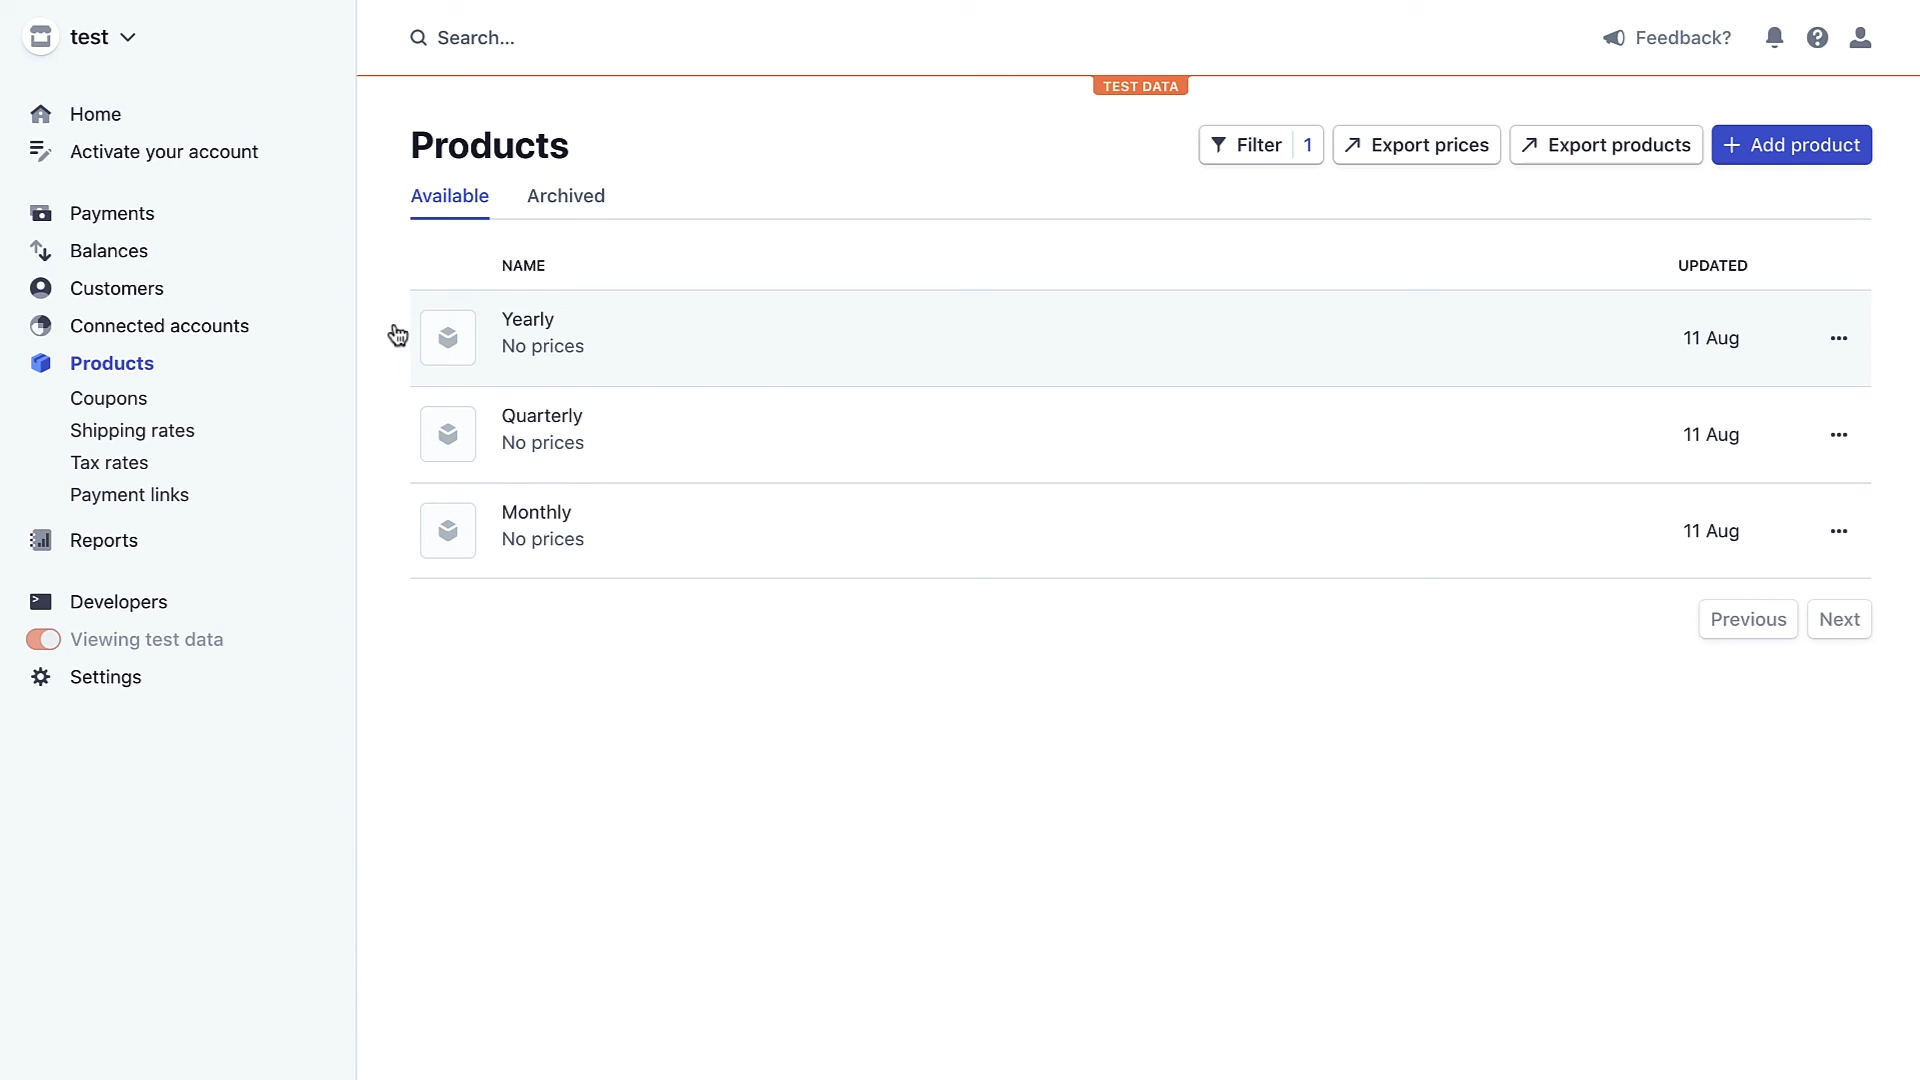 test
Search...
Feedback?
TEST DATA
Home
Activate your account
Payments
Balances
Customers
Connected accounts
Products
Coupons
Shipping rates
Tax rates
Payment links
Reports
Developers
Viewing test data
Settings
Products
Filter 1
Export prices
Export products
Add product
Available
Archived
NAME
UPDATED
Yearly
No prices
11 Aug
Quarterly
No prices
11 Aug
Monthly
No prices
11 Aug
Previous
Next